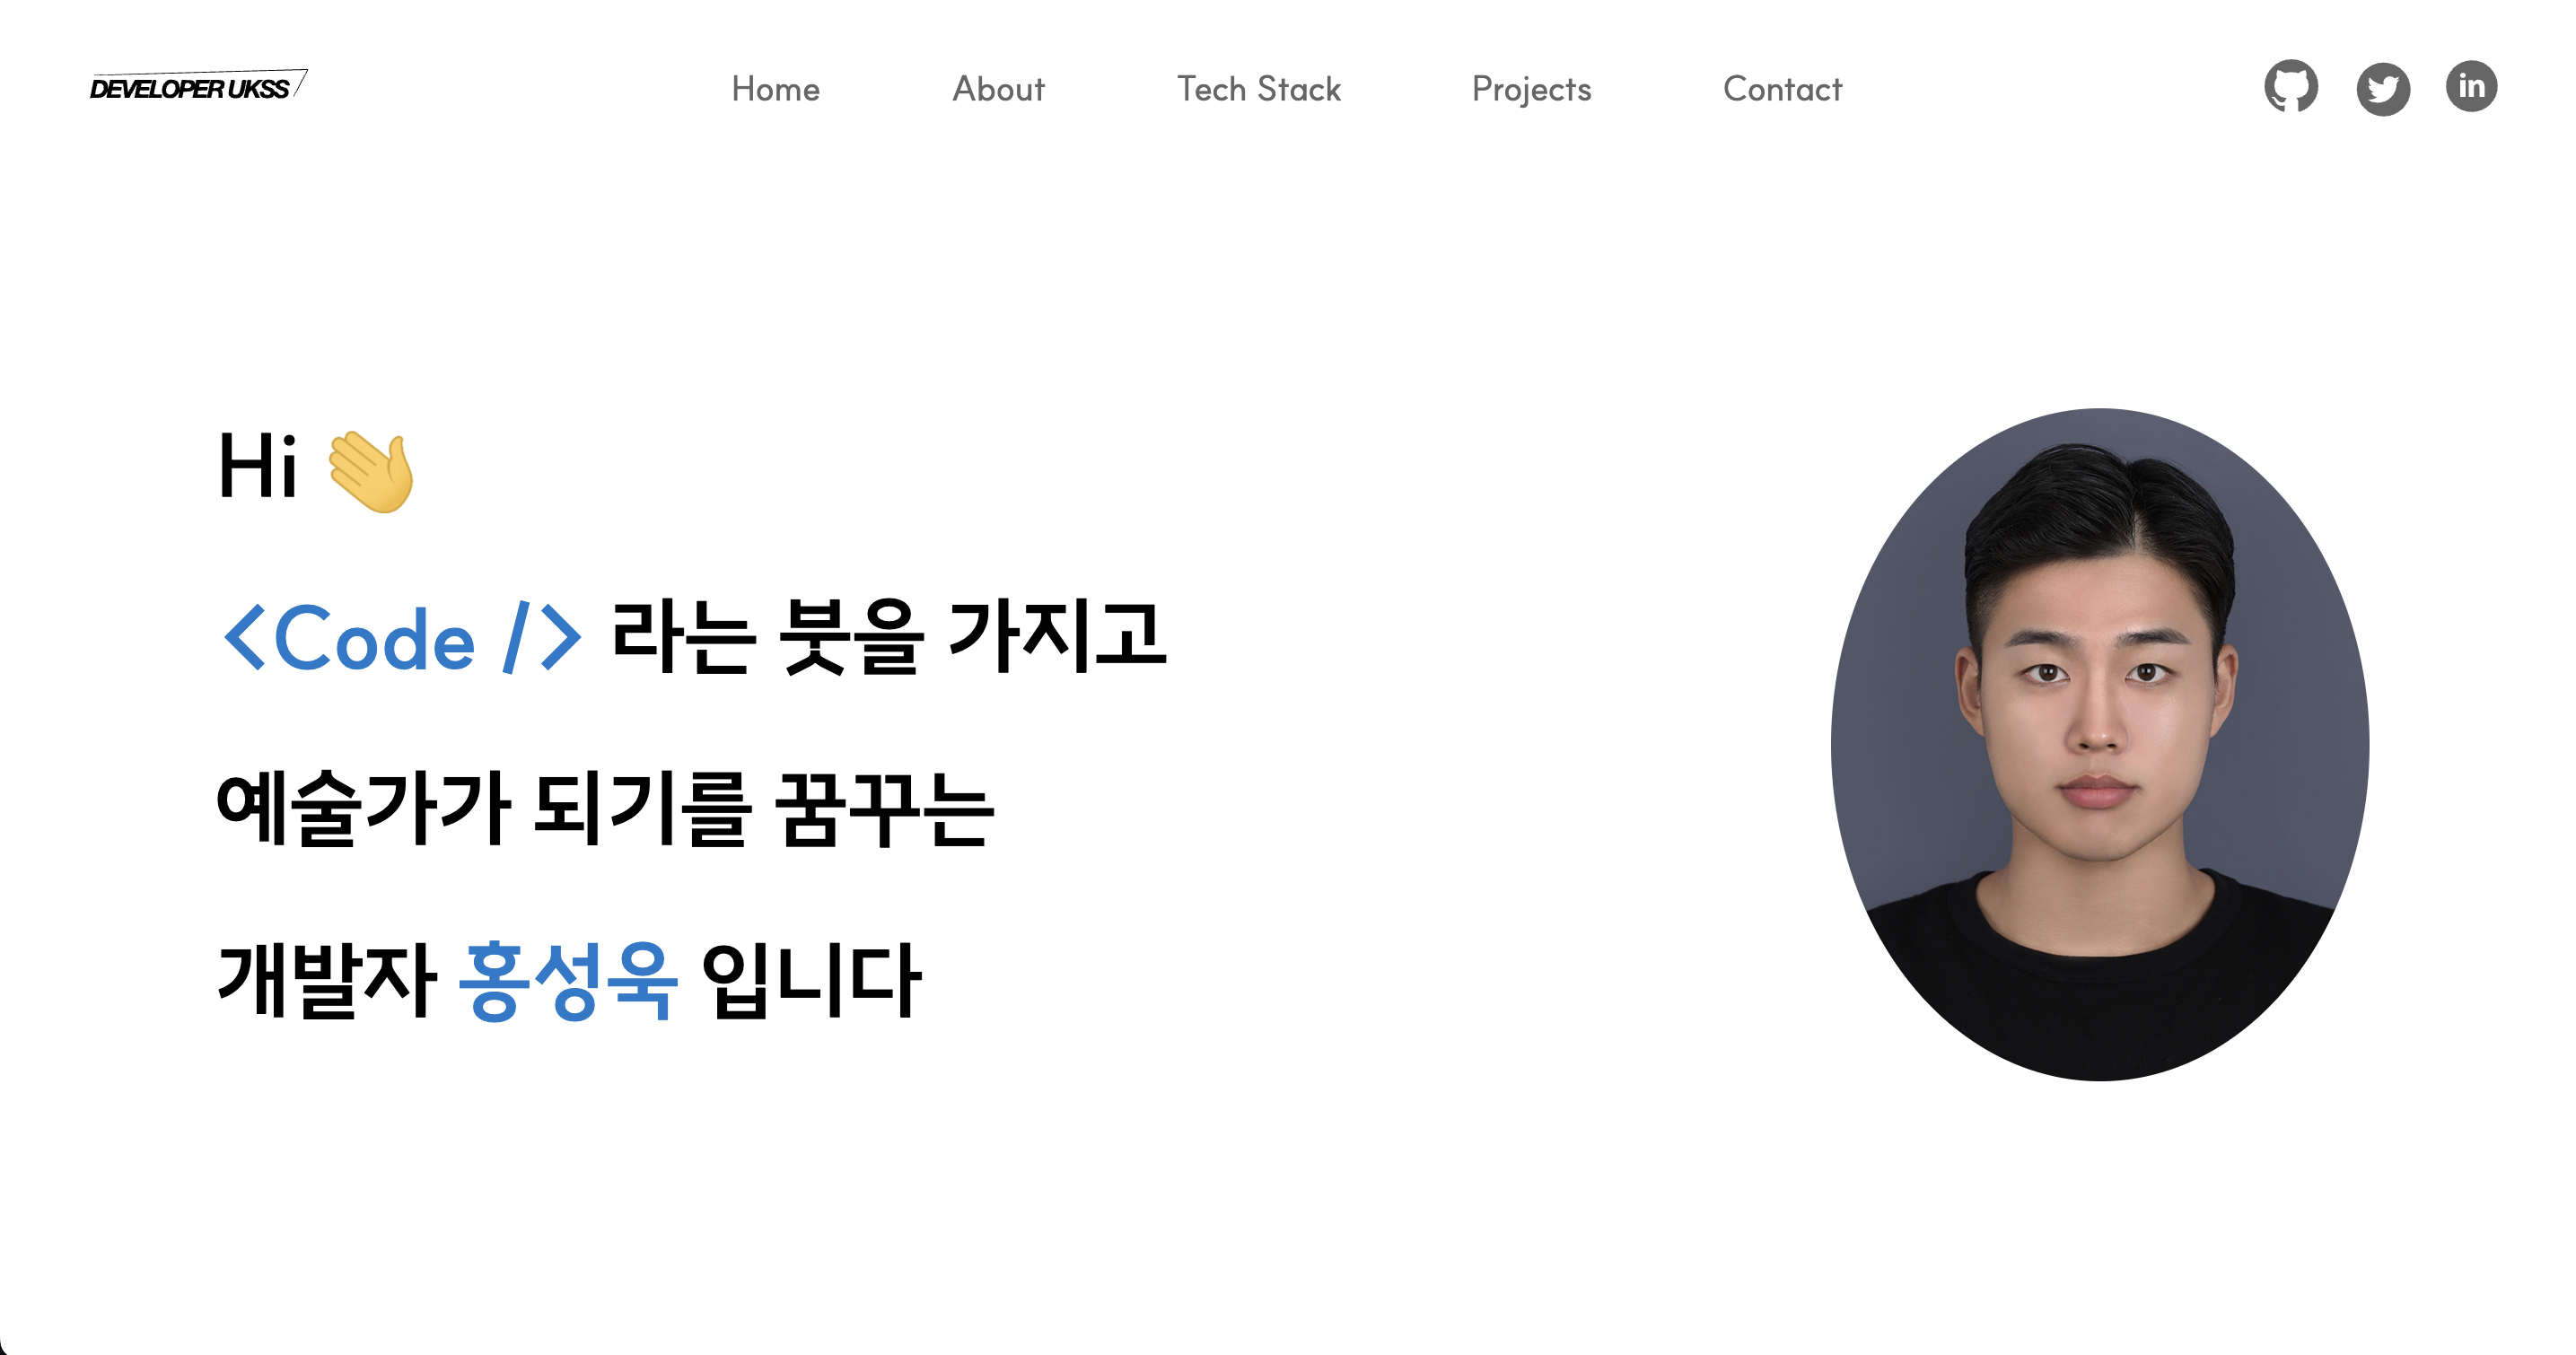 DEVELOPER UKSS
Home About Tech Stack Projects Contact
in
Hi 👋
<Code /> 라는 붓을 가지고
예술가가 되기를 꿈꾸는
개발자 홍성욱 입니다